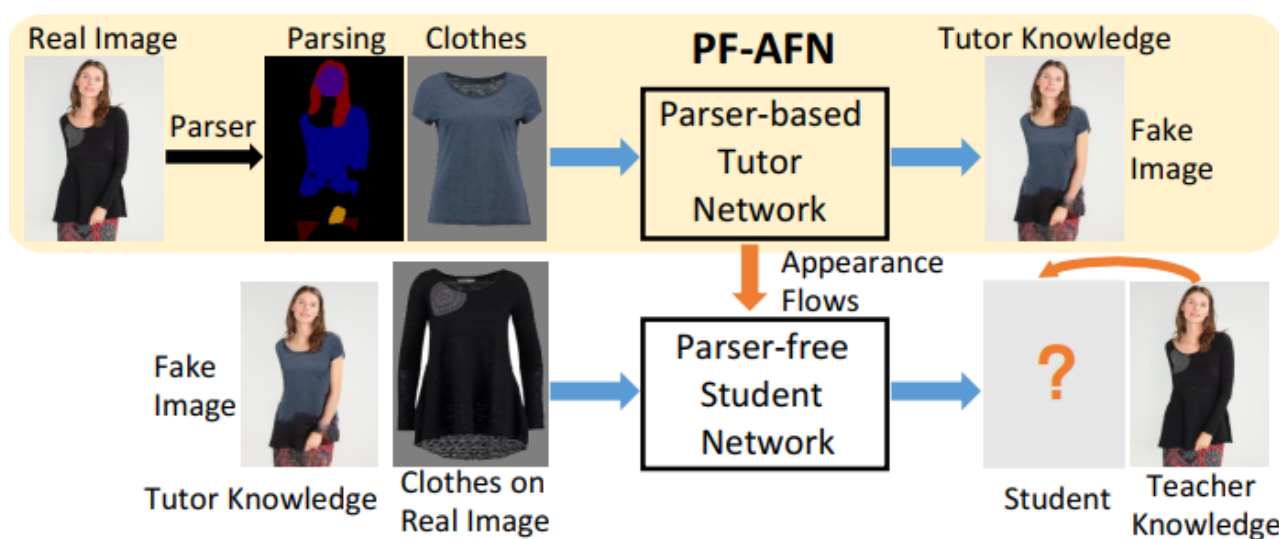 Real Image
Parsing
Clothes
PF-AFN
Tutor Knowledge
Parser
Parser-based
Tutor
Network
Fake
Image
Appearance
Flows
Fake
Image
Parser-free
Student
Network
?
Tutor Knowledge
Clothes on
Real Image
Student
Teacher
Knowledge